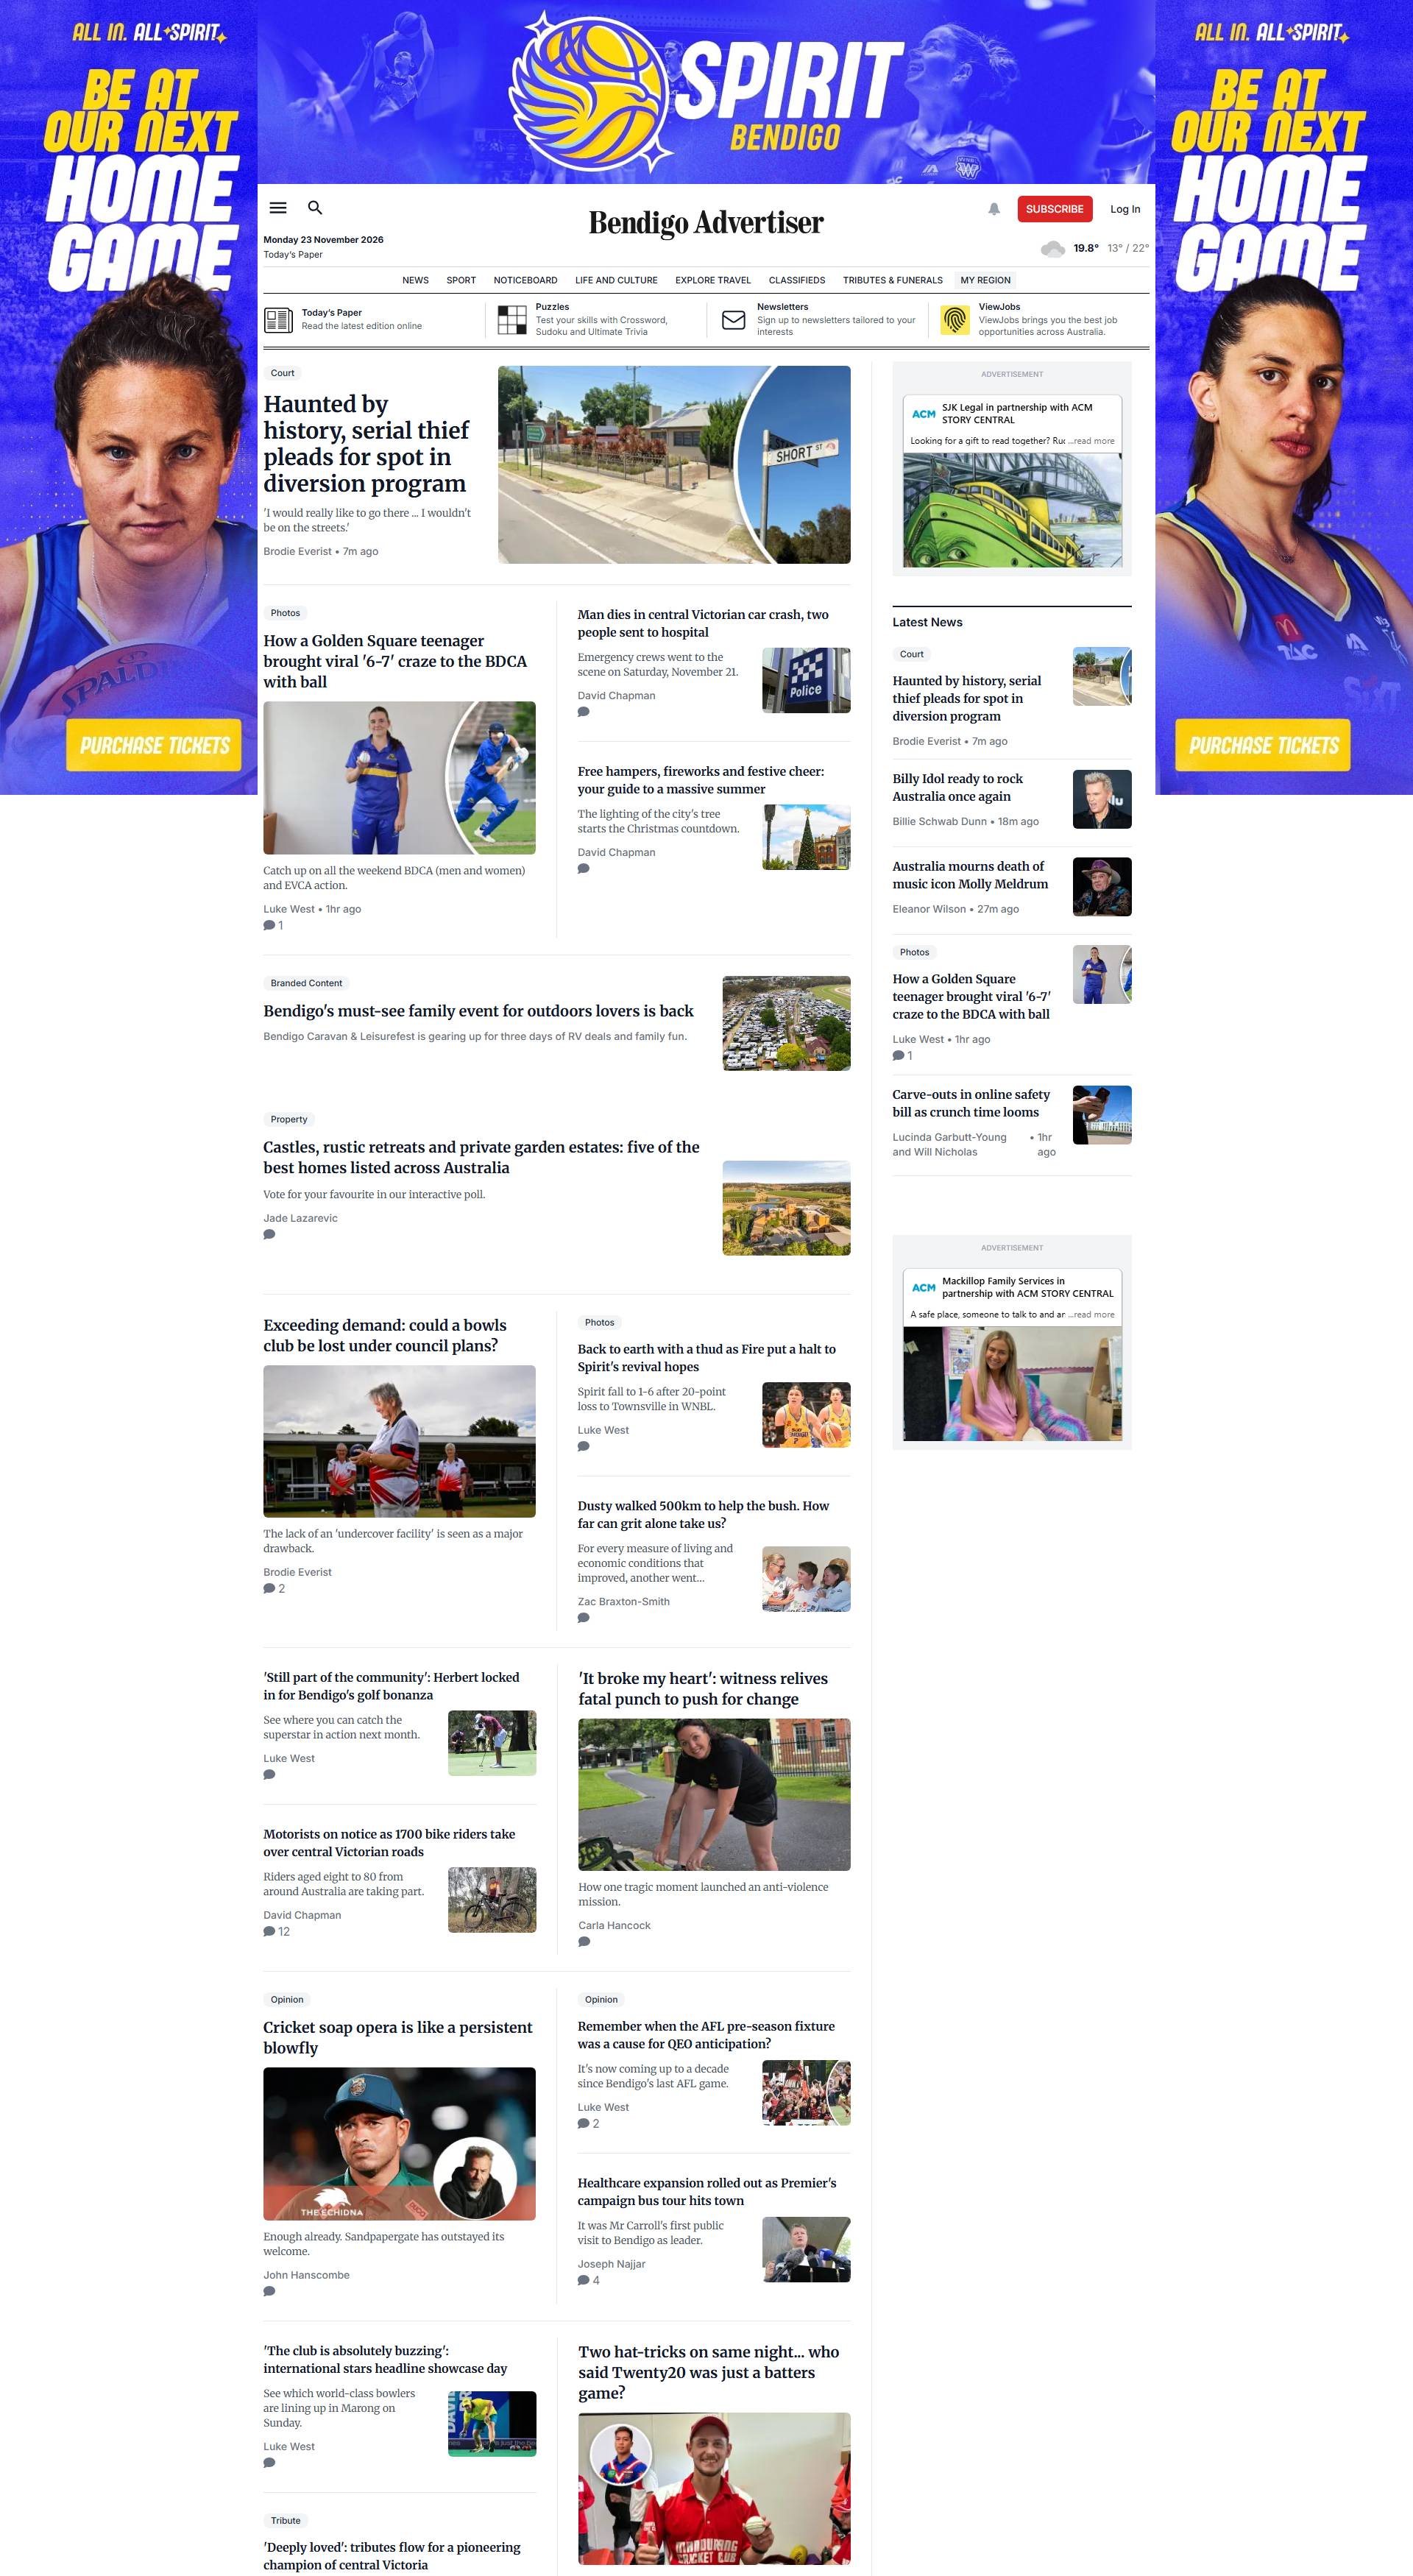 ALL IN. ALL SPIRIT
BE AT
OUR NEXT
HOME
GAME
SPALDING
PURCHASE TICKETS
SPIRIT
BENDIGO
ALL IN. ALL SPIRIT
BE AT
OUR NEXT
HOME
GAME
PURCHASE TICKETS
SUBSCRIBE
Log In
Bendigo Advertiser
Monday 23 November 2026
Today's Paper
19.8° 13° / 22°
NEWS SPORT NOTICEBOARD LIFE AND CULTURE EXPLORE TRAVEL CLASSIFIEDS TRIBUTES & FUNERALS MY REGION
Today's Paper
Read the latest edition online
Puzzles
Test your skills with Crossword,
Sudoku and Ultimate Trivia
Newsletters
Sign up to newsletters tailored to your
interests
ViewJobs
ViewJobs brings you the best job
opportunities across Australia.
Court
Haunted by
history, serial thief
pleads for spot in
diversion program
'I would really like to go there ... I wouldn't
be on the streets.'
Brodie Everist • 7m ago
SHORT ST
Photos
How a Golden Square teenager
brought viral '6-7' craze to the BDCA
with ball
Catch up on all the weekend BDCA (men and women)
and EVCA action.
Luke West • 1hr ago
1
Man dies in central Victorian car crash, two
people sent to hospital
Emergency crews went to the
scene on Saturday, November 21.
David Chapman
Police
Free hampers, fireworks and festive cheer:
your guide to a massive summer
The lighting of the city's tree
starts the Christmas countdown.
David Chapman
Branded Content
Bendigo's must-see family event for outdoors lovers is back
Bendigo Caravan & Leisurefest is gearing up for three days of RV deals and family fun.
Property
Castles, rustic retreats and private garden estates: five of the
best homes listed across Australia
Vote for your favourite in our interactive poll.
Jade Lazarevic
Exceeding demand: could a bowls
club be lost under council plans?
The lack of an 'undercover facility' is seen as a major
drawback.
Brodie Everist
2
Photos
Back to earth with a thud as Fire put a halt to
Spirit's revival hopes
Spirit fall to 1-6 after 20-point
loss to Townsville in WNBL.
Luke West
Dusty walked 500km to help the bush. How
far can grit alone take us?
For every measure of living and
economic conditions that
improved, another went...
Zac Braxton-Smith
'Still part of the community': Herbert locked
in for Bendigo's golf bonanza
See where you can catch the
superstar in action next month.
Luke West
Motorists on notice as 1700 bike riders take
over central Victorian roads
Riders aged eight to 80 from
around Australia are taking part.
David Chapman
12
'It broke my heart': witness relives
fatal punch to push for change
How one tragic moment launched an anti-violence
mission.
Carla Hancock
Opinion
Cricket soap opera is like a persistent
blowfly
THE ECHIDNA
Enough already. Sandpapergate has outstayed its
welcome.
John Hanscombe
Opinion
Remember when the AFL pre-season fixture
was a cause for QEO anticipation?
It's now coming up to a decade
since Bendigo's last AFL game.
Luke West
2
Healthcare expansion rolled out as Premier's
campaign bus tour hits town
It was Mr Carroll's first public
visit to Bendigo as leader.
Joseph Najjar
4
'The club is absolutely buzzing':
international stars headline showcase day
See which world-class bowlers
are lining up in Marong on
Sunday.
Luke West
Tribute
'Deeply loved': tributes flow for a pioneering
champion of central Victoria
Two hat-tricks on same night... who
said Twenty20 was just a batters
game?
MANDURANG
CRICKET CLUB
ADVERTISEMENT
ACM
SJK Legal in partnership with ACM
STORY CENTRAL
Looking for a gift to read together? Ru ...read more
Latest News
Court
Haunted by history, serial
thief pleads for spot in
diversion program
Brodie Everist • 7m ago
Billy Idol ready to rock
Australia once again
Billie Schwab Dunn • 18m ago
Australia mourns death of
music icon Molly Meldrum
Eleanor Wilson • 27m ago
Photos
How a Golden Square
teenager brought viral '6-7'
craze to the BDCA with ball
Luke West • 1hr ago
1
Carve-outs in online safety
bill as crunch time looms
Lucinda Garbutt-Young
and Will Nicholas
• 1hr
ago
ADVERTISEMENT
ACM
Mackillop Family Services in
partnership with ACM STORY CENTRAL
A safe place, someone to talk to and ar ...read more